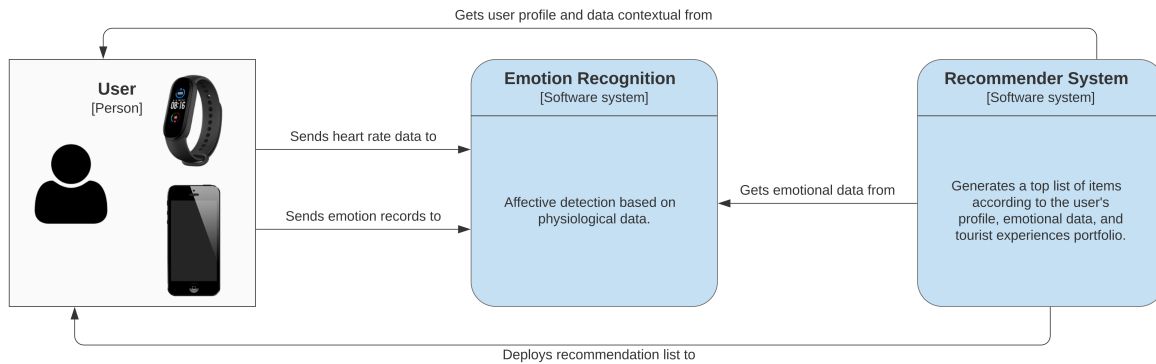 Gets user profile and data contextual from
User
[Person]
08:16
Sends heart rate data to
Sends emotion records to
Emotion Recognition
[Software system]
Affective detection based on
physiological data.
Gets emotional data from
Recommender System
[Software system]
Generates a top list of items
according to the user's
profile, emotional data, and
tourist experiences portfolio.
Deploys recommendation list to